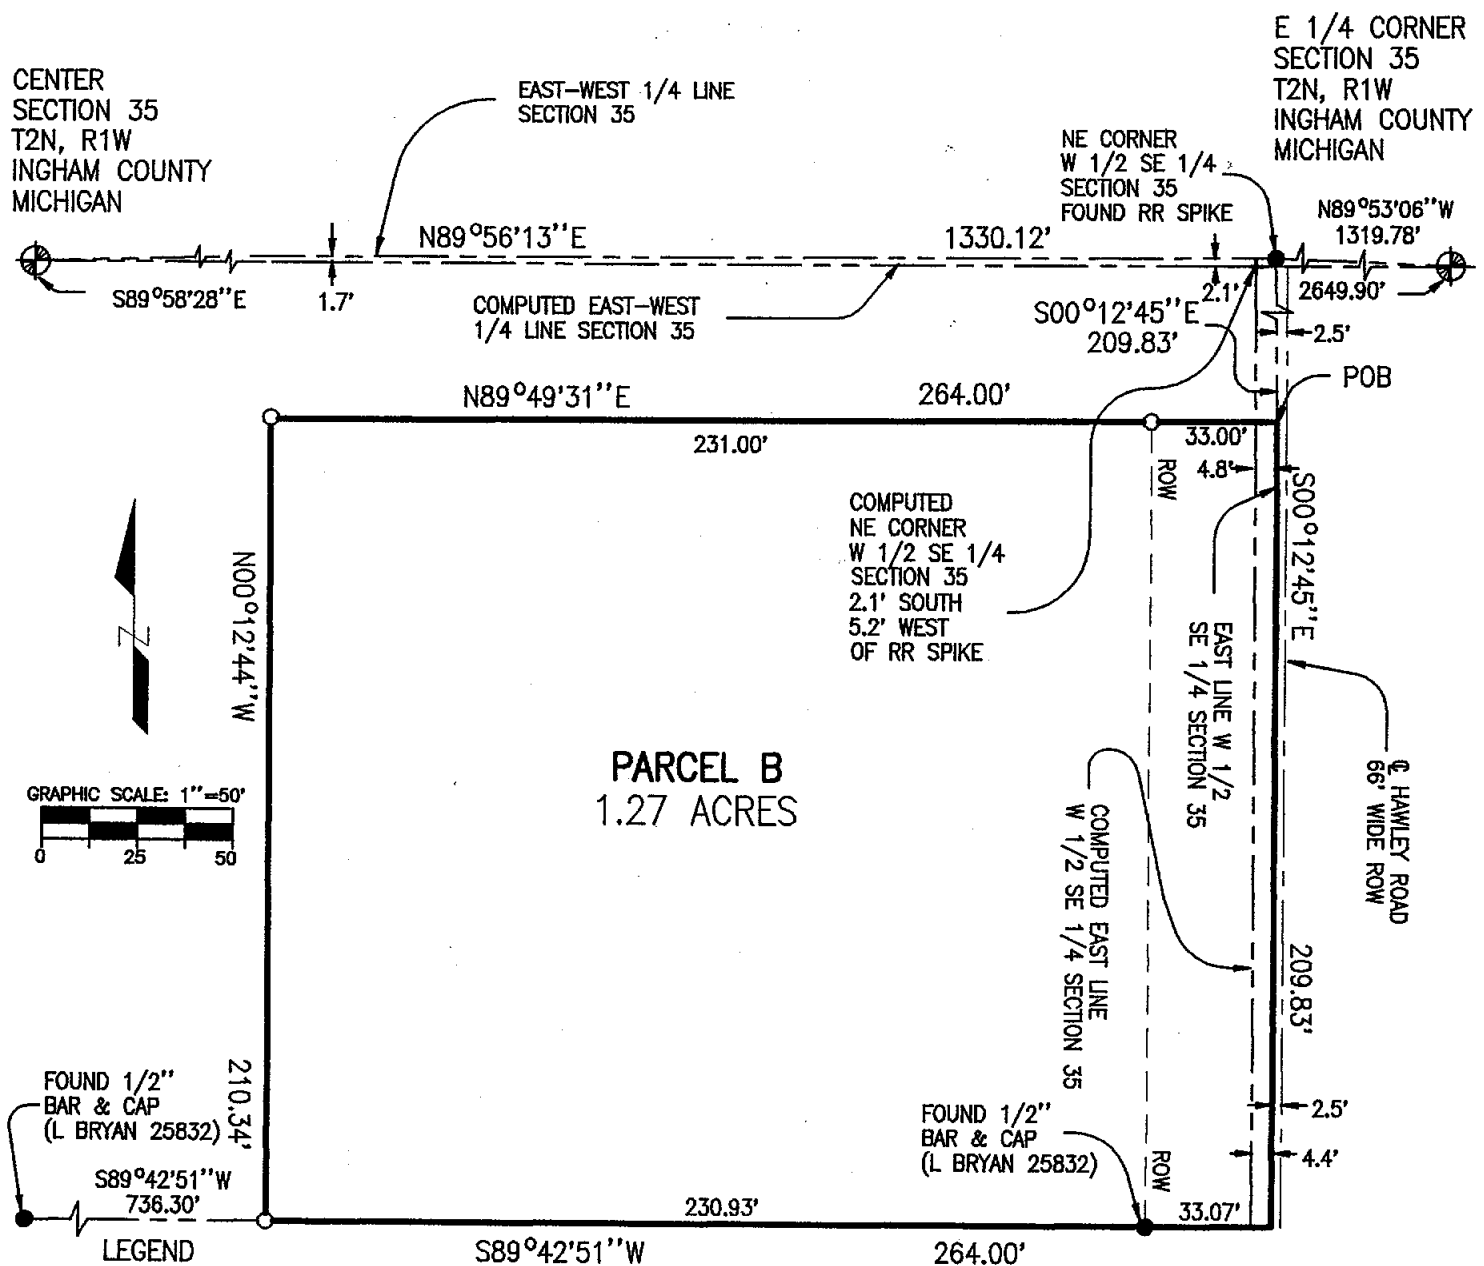 E 1/4 CORNER
SECTION 35
T2N, R1W
INGHAM COUNTY
MICHIGAN
CENTER
SECTION 35
T2N, R1W
INGHAM COUNTY
MICHIGAN
EAST-WEST 1/4 LINE
SECTION 35
NE CORNER
W 1/2 SE 1/4
SECTION 35
FOUND RR SPIKE
N89°53'06''W
1319.78'
N89°56'13''E
1330.12'
S89°58'28''E
1.7'
COMPUTED EAST-WEST
1/4 LINE SECTION 35
2.1'
2649.90'
S00°12'45''E
209.83'
2.5'
POB
N89°49'31''E
264.00'
231.00'
33.00'
4.8'
ROW
S00°12'45''E
COMPUTED
NE CORNER
W 1/2 SE 1/4
SECTION 35
2.1' SOUTH
5.2' WEST
OF RR SPIKE
N00°12'44''W
Z
EAST LINE W 1/2
SE 1/4 SECTION 35
PARCEL B
1.27 ACRES
GRAPHIC SCALE: 1''=50'
0 25 50
℄ HAWLEY ROAD
66' WIDE ROW
COMPUTED EAST LINE
W 1/2 SE 1/4 SECTION 35
209.83'
210.34'
FOUND 1/2''
BAR & CAP
(L BRYAN 25832)
FOUND 1/2''
BAR & CAP
(L BRYAN 25832)
2.5'
4.4'
ROW
S89°42'51''W
736.30'
230.93'
33.07'
LEGEND
S89°42'51''W
264.00'